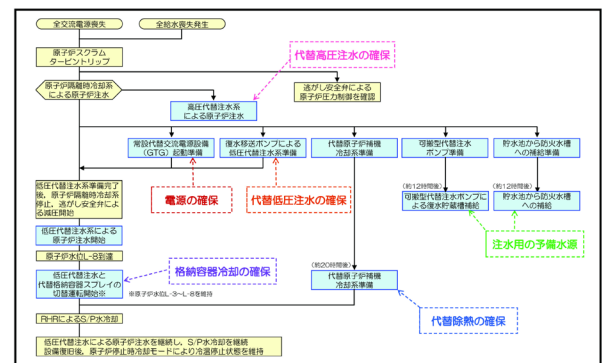 全交流電源喪失
全給水喪失発生
原子炉スクラム
タービントリップ
代替高圧注水の確保
原子炉隔離時冷却系
による原子炉注水
逃がし安全弁による
原子炉圧力制御を確認
高圧代替注水系
による原子炉注水
常設代替交流電源設備
(GTG)起動準備
復水移送ポンプによる
低圧代替注水系準備
代替原子炉補機
冷却系準備
可搬型代替注水
ポンプ準備
貯水池から防火水槽
への補給準備
低圧代替注水系準備完了
後、原子炉隔離時冷却系
停止、逃がし安全弁による
減圧開始
電源の確保
代替低圧注水の確保
(約12時間後)
可搬型代替注水ポンプに
よる復水貯蔵槽補給
(約12時間後)
貯水池から防火水槽
への補給
低圧代替注水系による
原子炉注水開始
注水用の予備水源
原子炉水位L-8到達
格納容器冷却の確保
低圧代替注水と
代替格納容器スプレイの
切替運転開始※
※原子炉水位L-3～L-8を維持
(約20時間後)
代替原子炉補機
冷却系準備
代替除熱の確保
RHRによるS/P水冷却
低圧代替注水による原子炉注水を継続し、S/P水冷却を継続
設備復旧後、原子炉停止時冷却モードにより冷温停止状態を維持